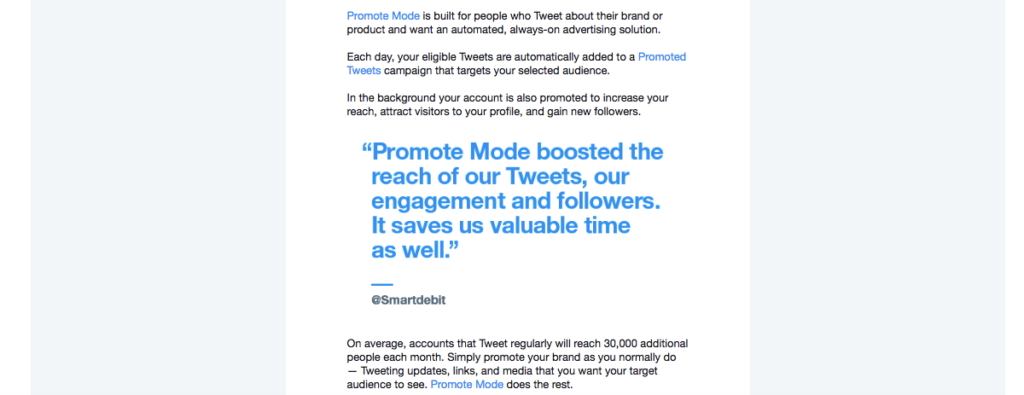 Promote Mode is built for people who Tweet about their brand or
product and want an automated, always-on advertising solution.
Each day, your eligible Tweets are automatically added to a Promoted
Tweets campaign that targets your selected audience.
In the background your account is also promoted to increase your
reach, attract visitors to your profile, and gain new followers.
“Promote Mode boosted the
reach of our Tweets, our
engagement and followers.
It saves us valuable time
as well.”
@Smartdebit
On average, accounts that Tweet regularly will reach 30,000 additional
people each month. Simply promote your brand as you normally do
— Tweeting updates, links, and media that you want your target
audience to see. Promote Mode does the rest.